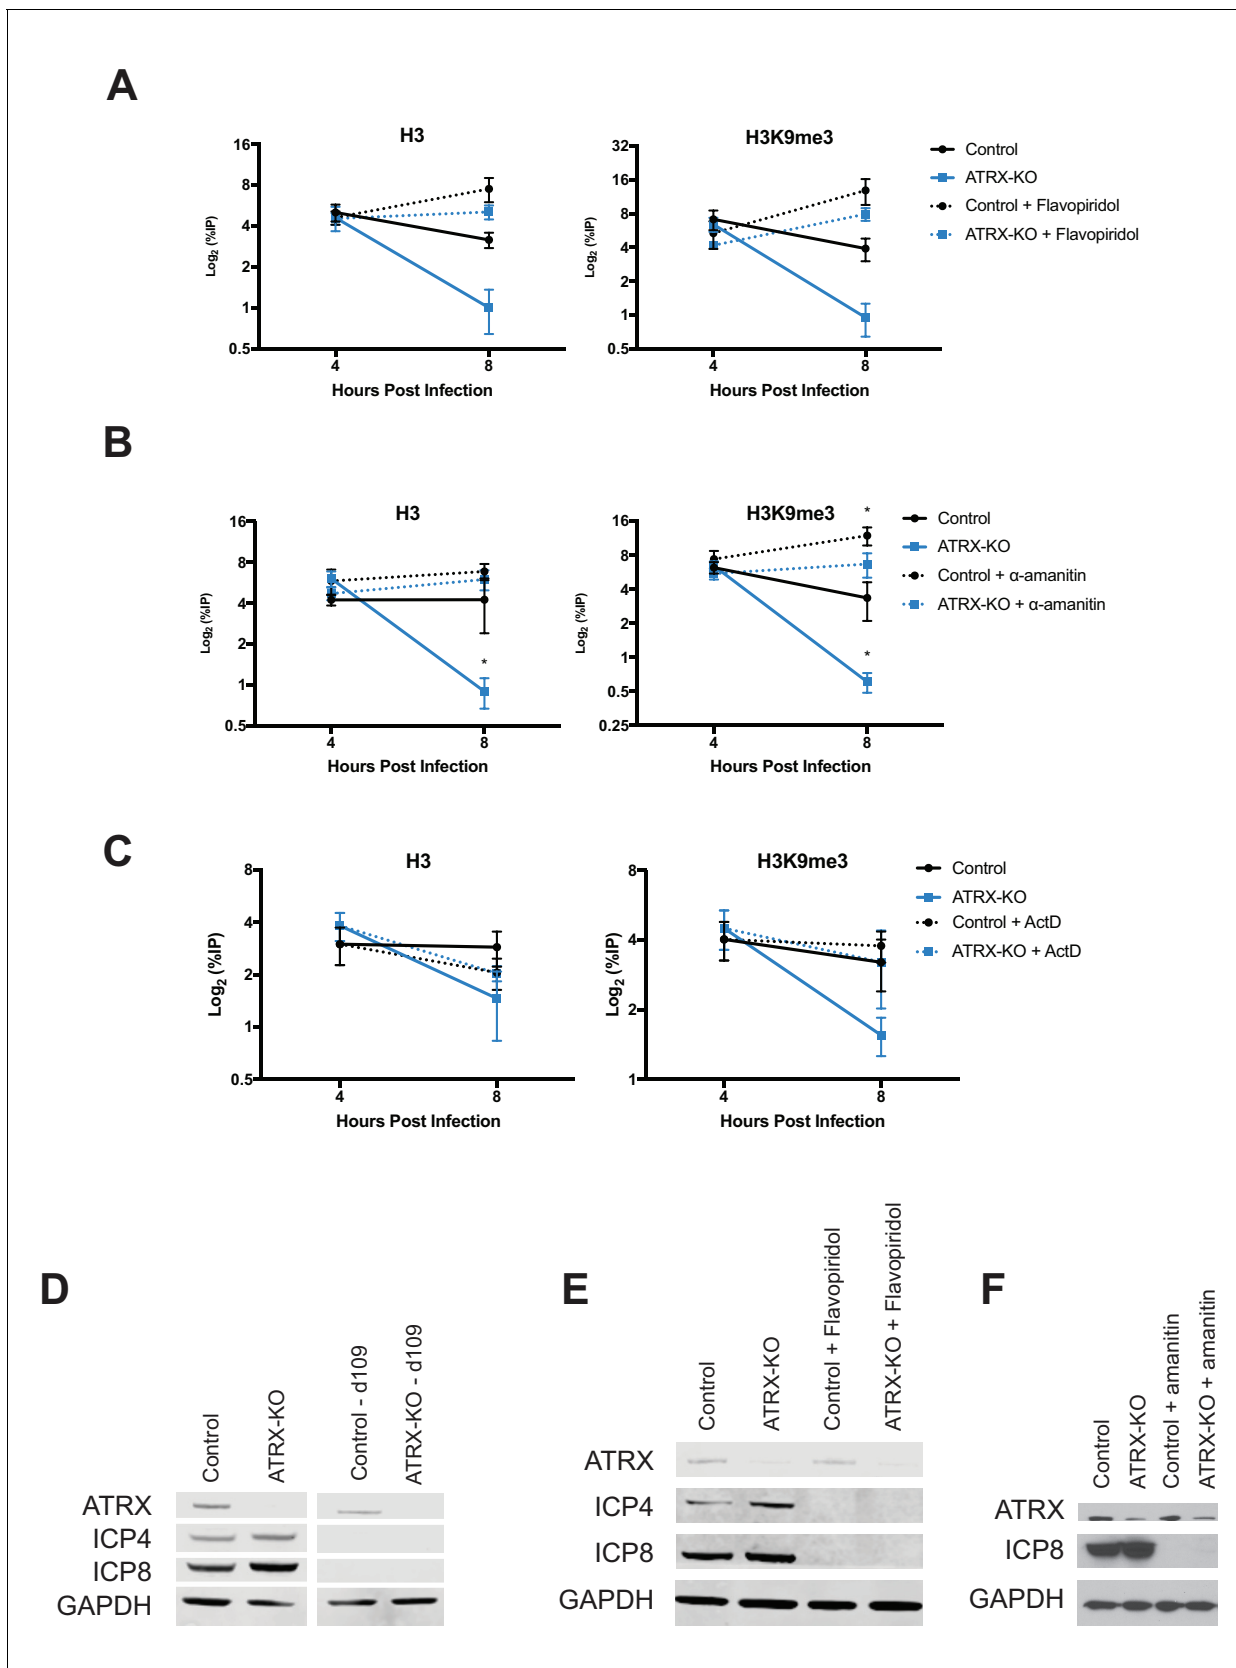 A
H3
16
8
4
2
1
0.5
Log2 (%IP)
4
8
Hours Post Infection
H3K9me3
32
16
8
4
2
1
0.5
Log2 (%IP)
4
8
Hours Post Infection
Control
ATRX-KO
Control + Flavopiridol
ATRX-KO + Flavopiridol
B
H3
16
8
4
2
1
0.5
Log2 (%IP)
*
4
8
Hours Post Infection
H3K9me3
16
8
4
2
1
0.5
0.25
Log2 (%IP)
*
*
4
8
Hours Post Infection
Control
ATRX-KO
Control + α-amanitin
ATRX-KO + α-amanitin
C
H3
8
4
2
1
0.5
Log2 (%IP)
4
8
Hours Post Infection
H3K9me3
8
4
2
1
Log2 (%IP)
4
8
Hours Post Infection
Control
ATRX-KO
Control + ActD
ATRX-KO + ActD
D
Control
ATRX-KO
Control - d109
ATRX-KO - d109
ATRX
ICP4
ICP8
GAPDH
E
Control
ATRX-KO
Control + Flavopiridol
ATRX-KO + Flavopiridol
ATRX
ICP4
ICP8
GAPDH
F
Control
ATRX-KO
Control + amanitin
ATRX-KO + amanitin
ATRX
ICP8
GAPDH